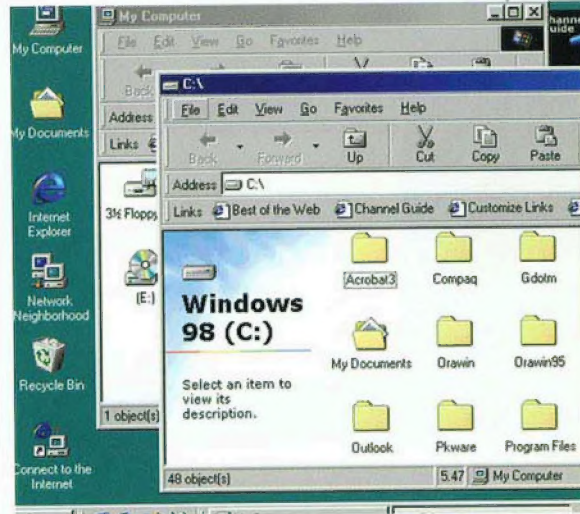 My Computer
My Documents
Internet
Explorer
Network
Neighborhood
Recycle Bin
Connect to the
Internet
My Computer
File Edit View Go Favorites Help
Back
Address
Links
3½ Floppy
(E:)
1 object(s)
C:\
File Edit View Go Favorites Help
Back Forward Up Cut Copy Paste
Address C:\
Links Best of the Web Channel Guide Customize Links
Windows
98 (C:)
Select an item to
view its
description.
Acrobat3 Compaq Gdolm
My Documents Orawin Orawin95
Outlook Pkware Program Files
48 object(s) 5.47 My Computer